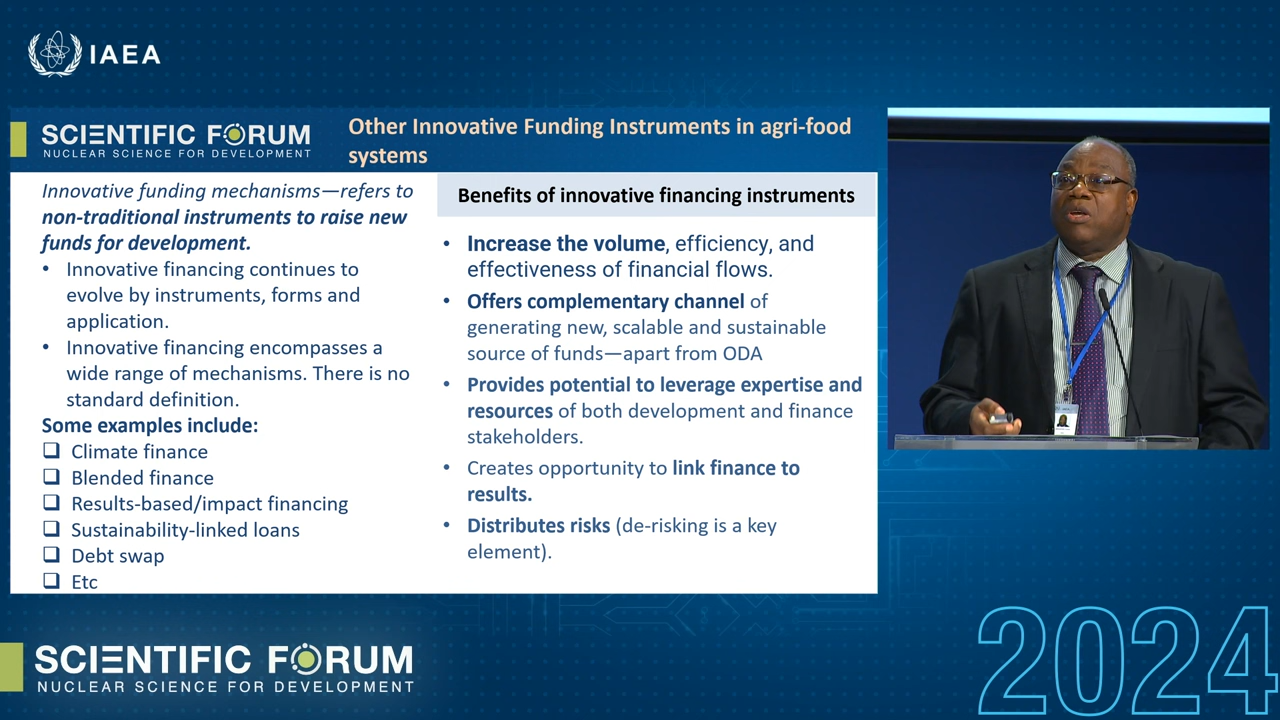 IAEA
SCIENTIFIC FORUM
NUCLEAR SCIENCE FOR DEVELOPMENT
Other Innovative Funding Instruments in agri-food
systems
Innovative funding mechanisms—refers to
non-traditional instruments to raise new
funds for development.
• Innovative financing continues to
evolve by instruments, forms and
application.
• Innovative financing encompasses a
wide range of mechanisms. There is no
standard definition.
Some examples include:
❑ Climate finance
❑ Blended finance
❑ Results-based/impact financing
❑ Sustainability-linked loans
❑ Debt swap
❑ Etc
Benefits of innovative financing instruments
• Increase the volume, efficiency, and
effectiveness of financial flows.
• Offers complementary channel of
generating new, scalable and sustainable
source of funds—apart from ODA
• Provides potential to leverage expertise and
resources of both development and finance
stakeholders.
• Creates opportunity to link finance to
results.
• Distributes risks (de-risking is a key
element).
SCIENTIFIC FORUM
NUCLEAR SCIENCE FOR DEVELOPMENT
2024